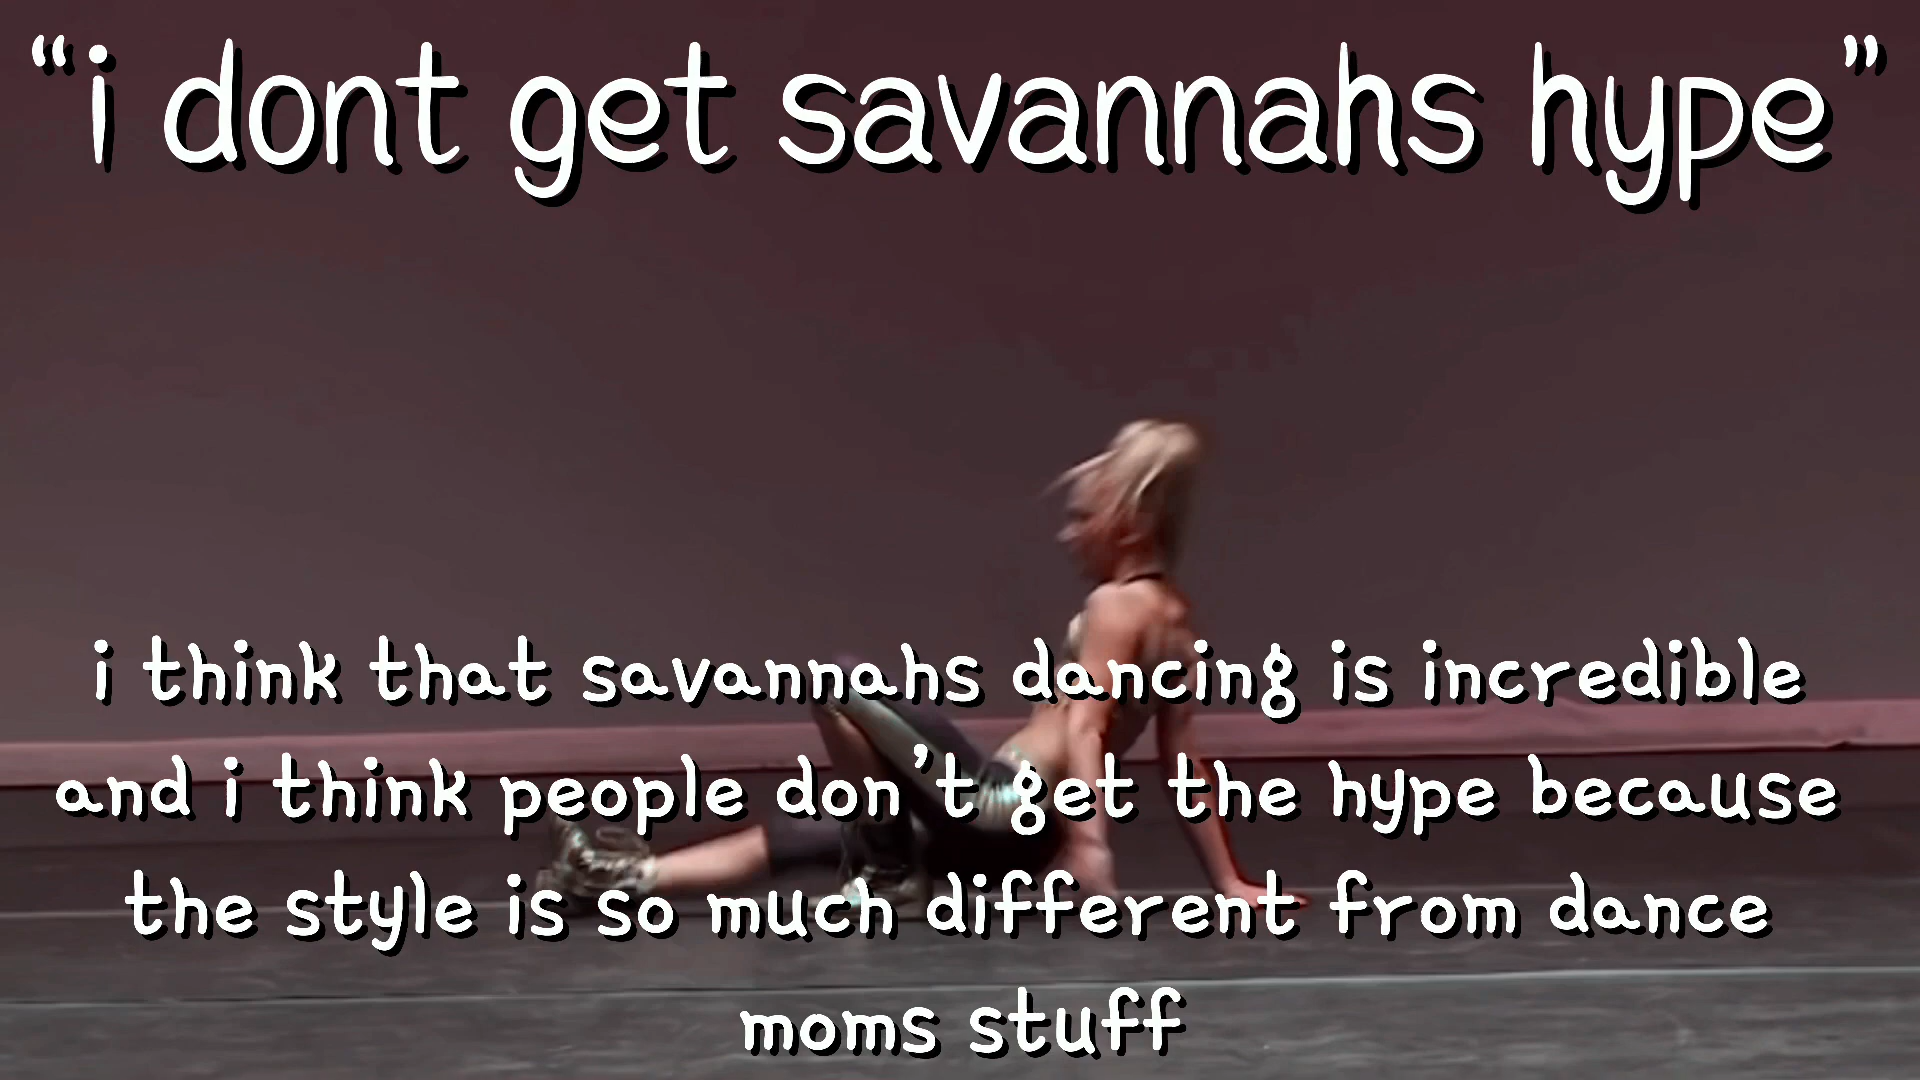 “i dont get savannahs hype”
i think that savannahs dancing is incredible
and i think people don’t get the hype because
the style is so much different from dance
moms stuff